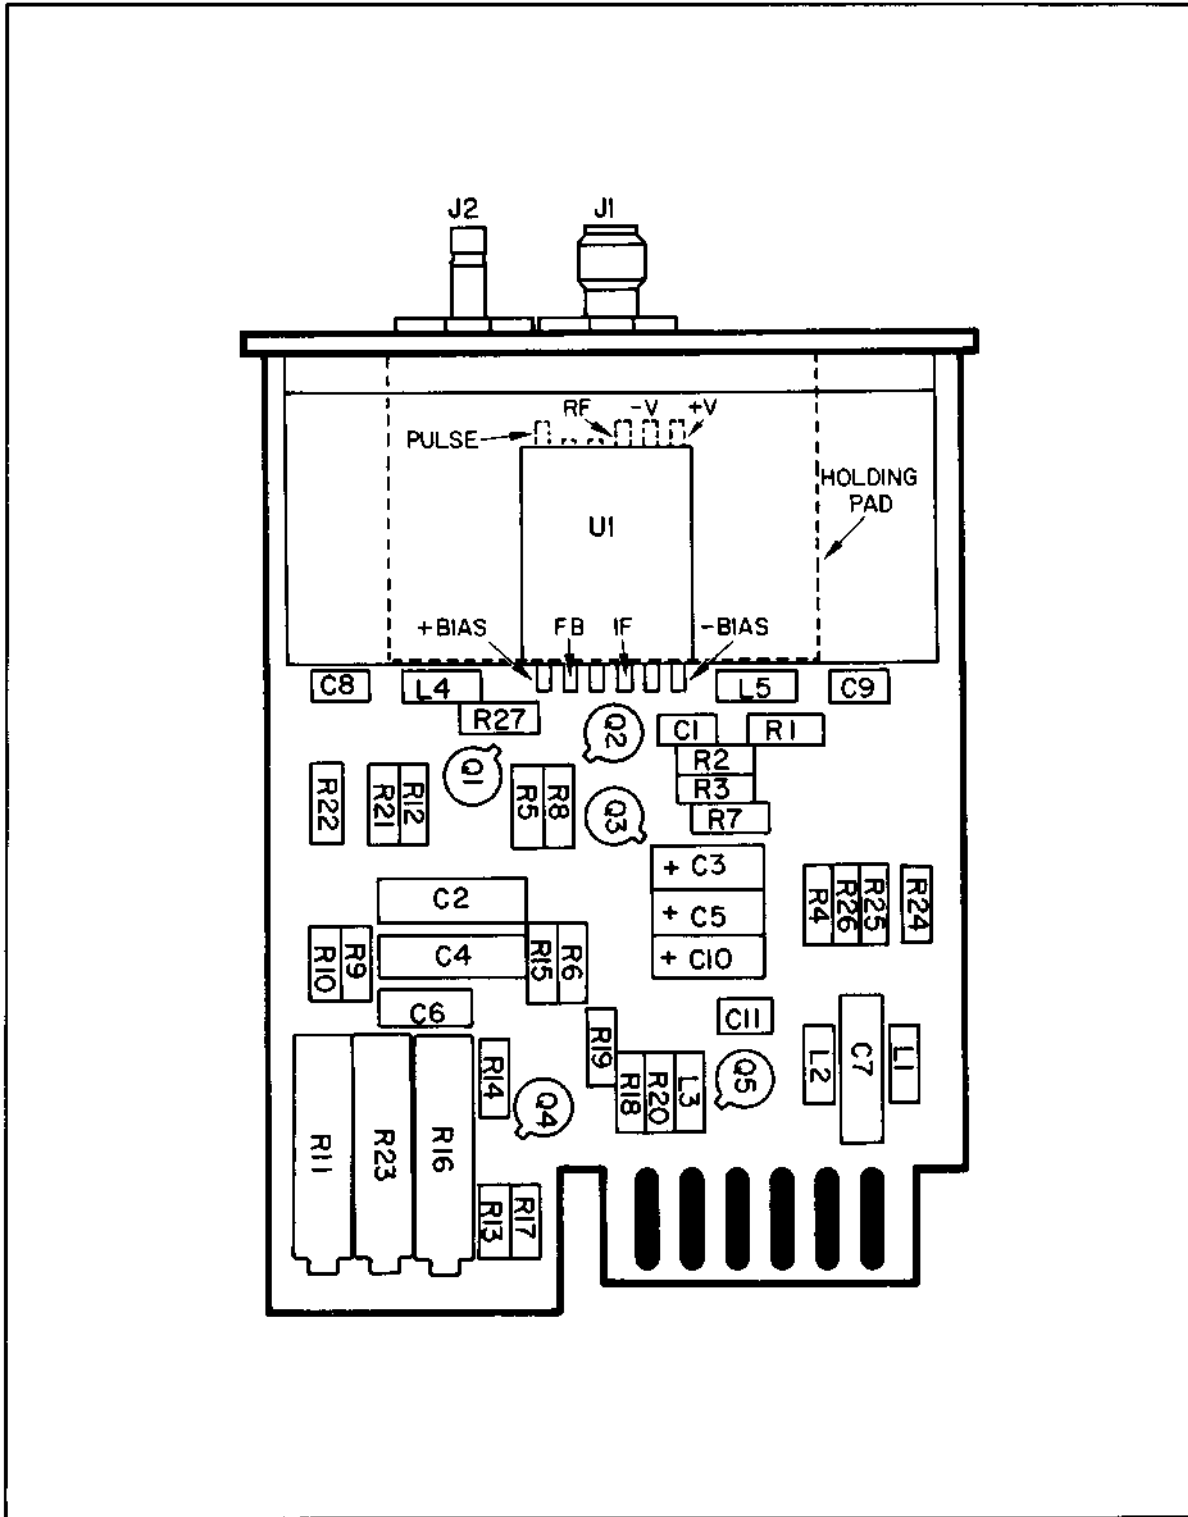 J2
J1
RF
-V
+V
PULSE
HOLDING
PAD
U1
+BIAS
FB
IF
-BIAS
C8
L4
L5
C9
R27
Q2
C1
R1
Q1
R2
R3
R7
R22
R21
R12
R5
R8
Q3
+ C3
C2
+ C5
R4
R26
R25
R24
C4
+ C10
R10
R9
R15
R6
C6
C11
R19
R14
Q4
R18
R20
L3
Q5
L2
C7
L1
R11
R23
R16
R13
R17